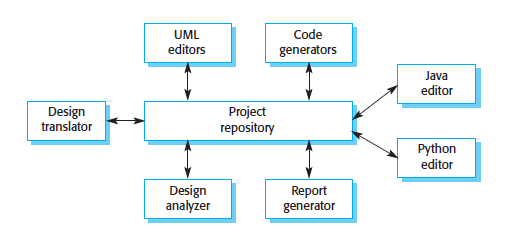 UML
editors
Code
generators
Java
editor
Design
translator
Project
repository
Python
editor
Design
analyzer
Report
generator